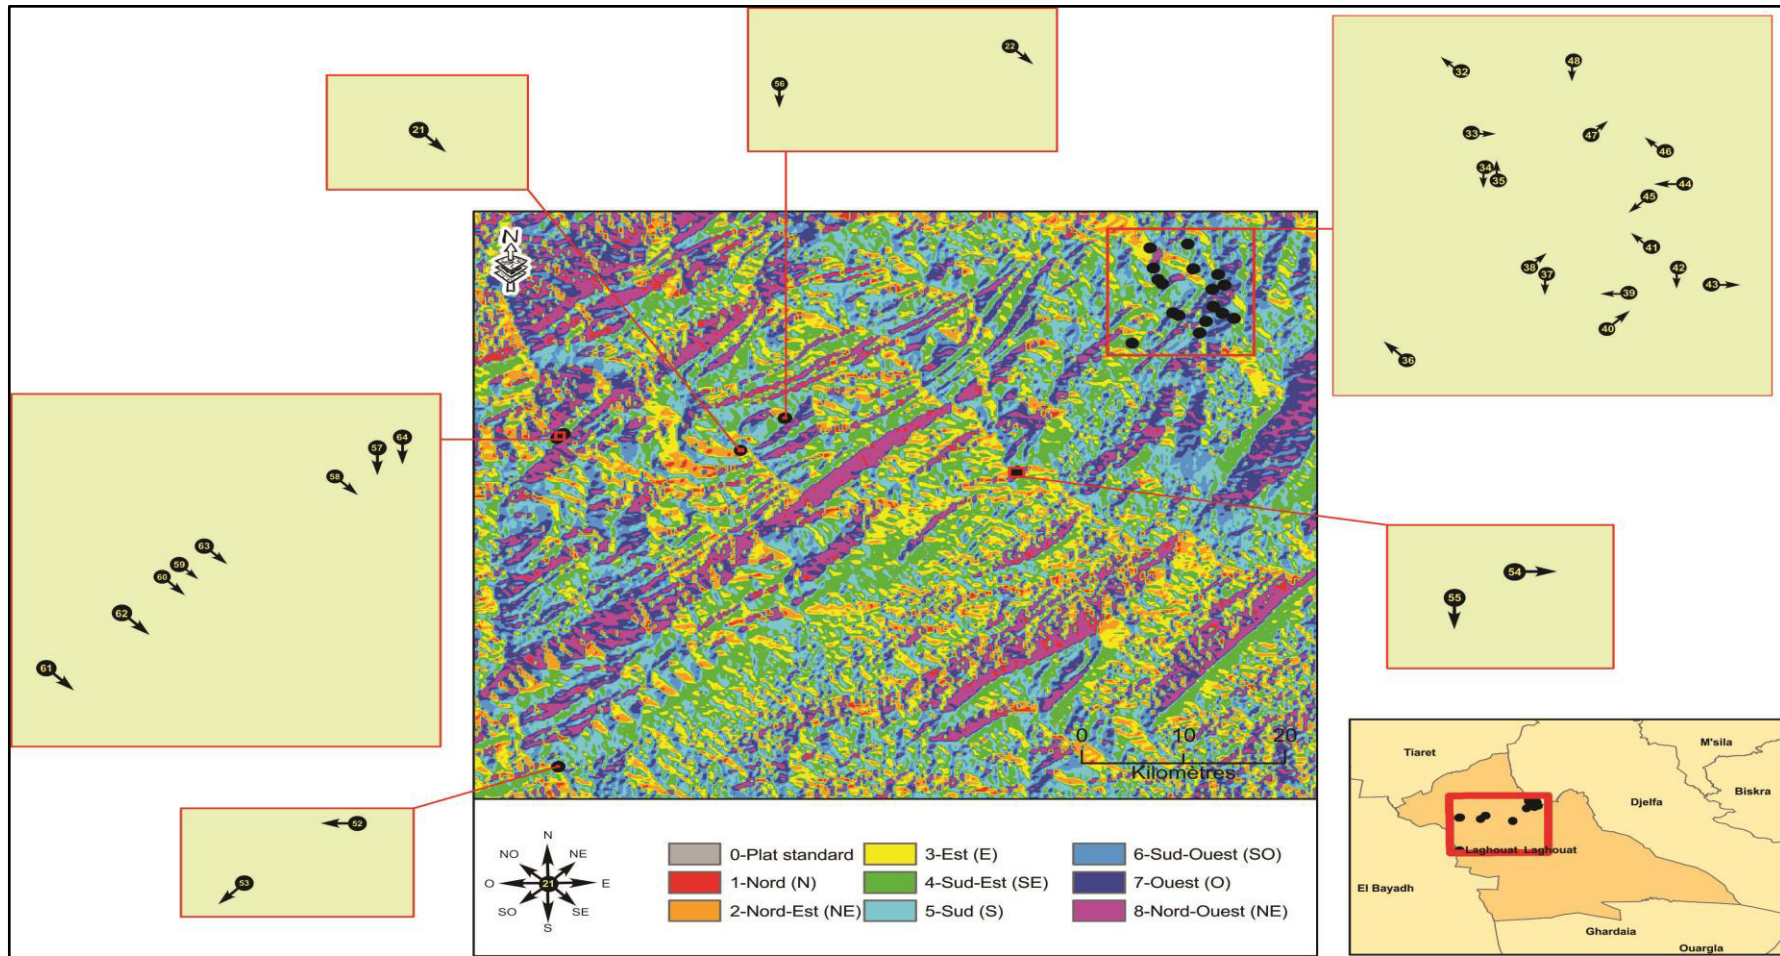 22
56
21
32
48
33
47
46
34
35
44
45
41
38
37
42
43
39
40
36
N
57
64
58
63
59
60
62
61
54
55
0 10 20
Kilomètres
52
53
N
NO NE
O 21 E
SO SE
S
0-Plat standard
1-Nord (N)
2-Nord-Est (NE)
3-Est (E)
4-Sud-Est (SE)
5-Sud (S)
6-Sud-Ouest (SO)
7-Ouest (O)
8-Nord-Ouest (NE)
Tiaret
M'sila
Biskra
Djelfa
Laghouat Laghouat
El Bayadh
Ghardaia
Ouargla